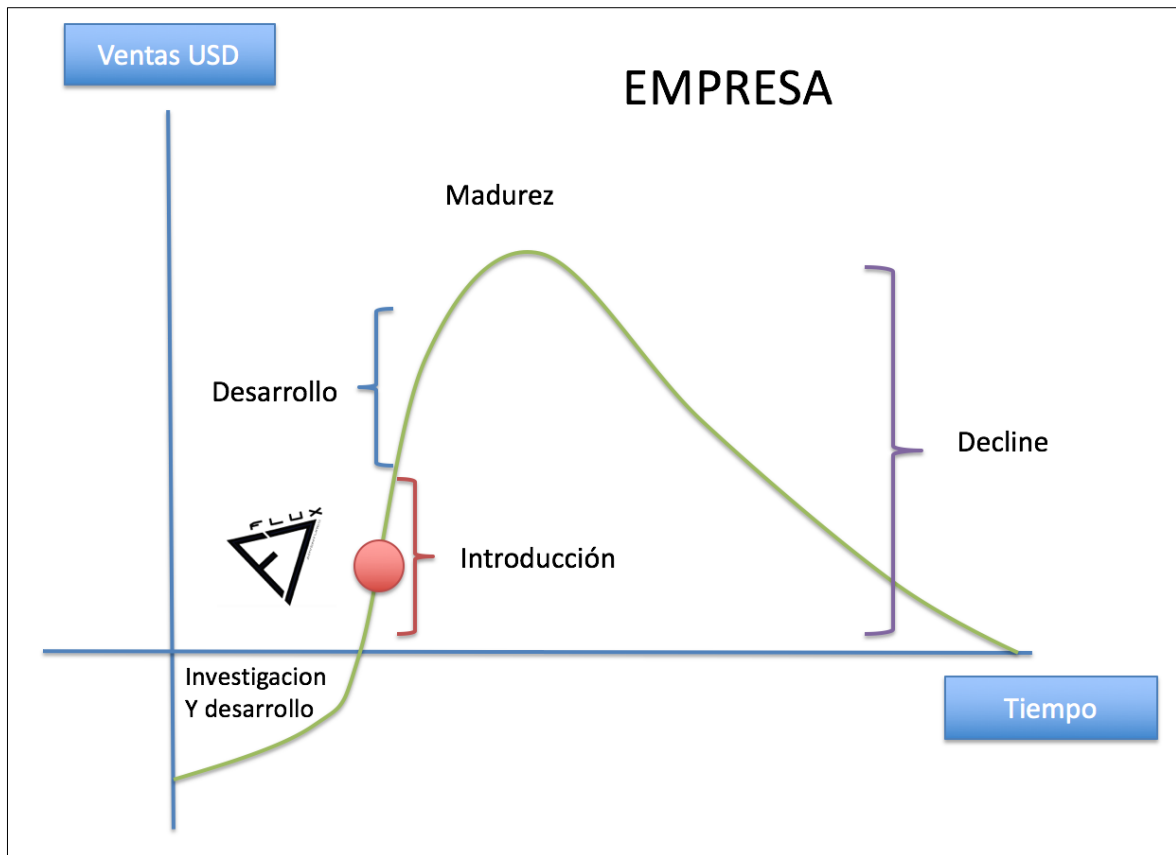 Ventas USD
EMPRESA
Madurez
Desarrollo
Decline
FLUX
Introducción
Investigacion
Y desarrollo
Tiempo